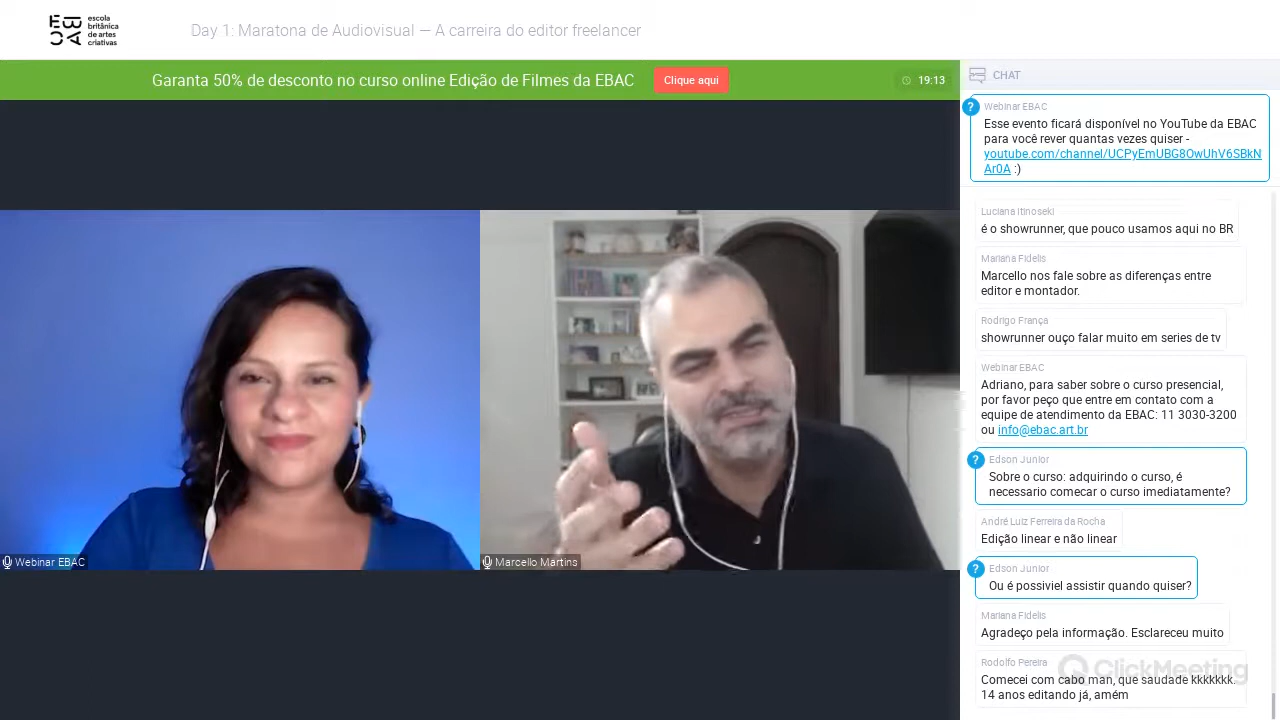 EBAC
escola
britânica
de artes
criativas
Day 1: Maratona de Audiovisual — A carreira do editor freelancer
Garanta 50% de desconto no curso online Edição de Filmes da EBAC
Clique aqui
19:13
CHAT
?
Webinar EBAC
Esse evento ficará disponível no YouTube da EBAC
para você rever quantas vezes quiser -
youtube.com/channel/UCPyEmUBG8OwUhV6SBkN
Ar0A :)
Luciana Itinoseki
é o showrunner, que pouco usamos aqui no BR
Mariana Fidelis
Marcello nos fale sobre as diferenças entre
editor e montador.
Rodrigo França
showrunner ouço falar muito em series de tv
Webinar EBAC
Adriano, para saber sobre o curso presencial,
por favor peço que entre em contato com a
equipe de atendimento da EBAC: 11 3030-3200
ou info@ebac.art.br
?
Edson Junior
Sobre o curso: adquirindo o curso, é
necessario comecar o curso imediatamente?
André Luiz Ferreira da Rocha
Edição linear e não linear
?
Edson Junior
Ou é possiviel assistir quando quiser?
Mariana Fidelis
Agradeço pela informação. Esclareceu muito
Rodolfo Pereira
Comecei com cabo man, que saudade kkkkkkk.
14 anos editando já, amém
ClickMeeting
Webinar EBAC
Marcello Martins